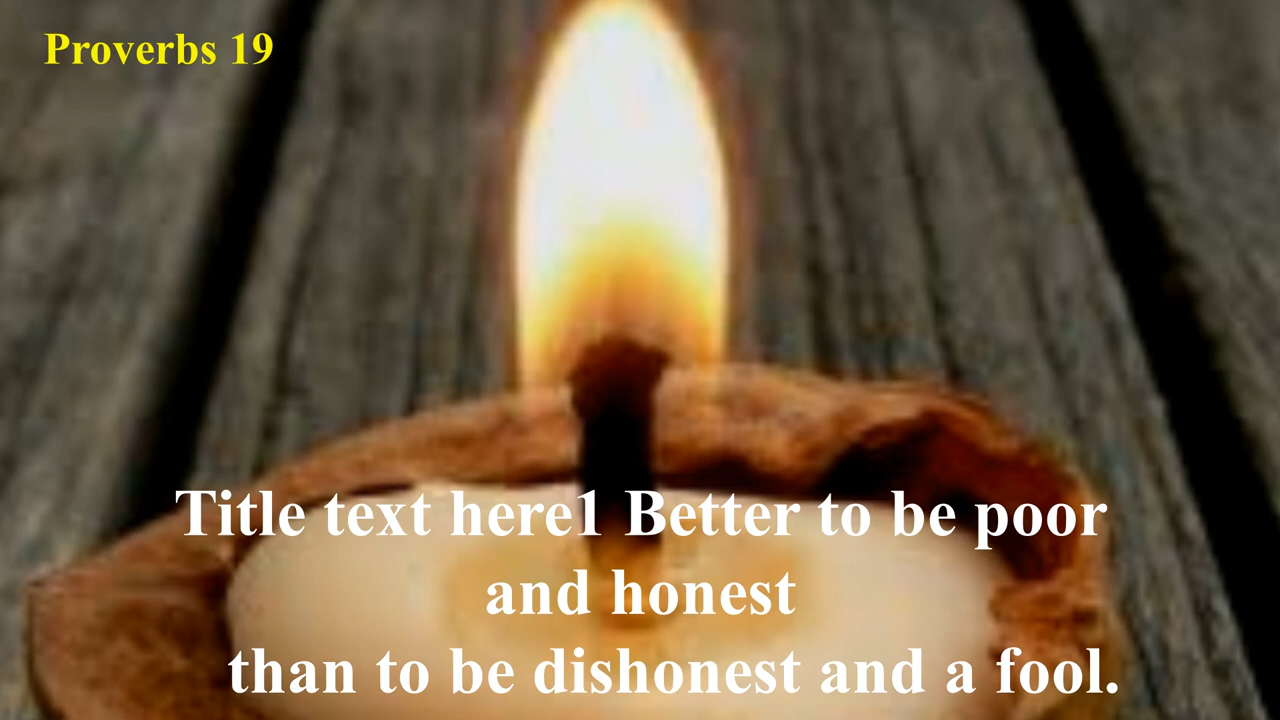 Proverbs 19
Title text here1 Better to be poor
and honest
than to be dishonest and a fool.